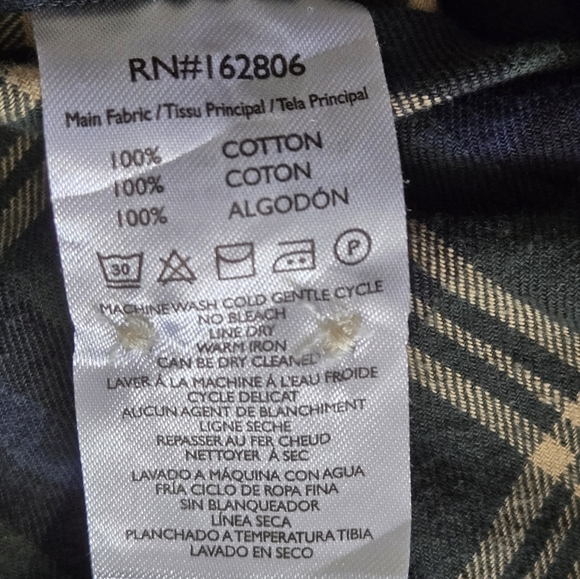 RN#162806
Main Fabric / Tissu Principal / Tela Principal
100% COTTON
100% COTON
100% ALGODÓN
30 P
MACHINE WASH COLD GENTLE CYCLE
NO BLEACH
LINE DRY
WARM IRON
CAN BE DRY CLEANED
LAVER Á LA MACHINE Á L'EAU FROIDE
CYCLE DELICAT
AUCUN AGENT DE BLANCHIMENT
LIGNE SECHE
REPASSER AU FER CHEUD
NETTOYER Á SEC
LAVADO A MÁQUINA CON AGUA
FRÍA CICLO DE ROPA FINA
SIN BLANQUEADOR
LÍNEA SECA
PLANCHADO A TEMPERATURA TIBIA
LAVADO EN SECO